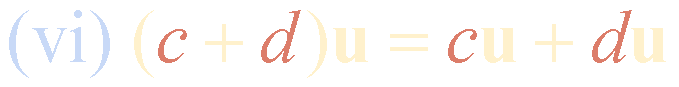 (vi) (c + d)u = cu + du